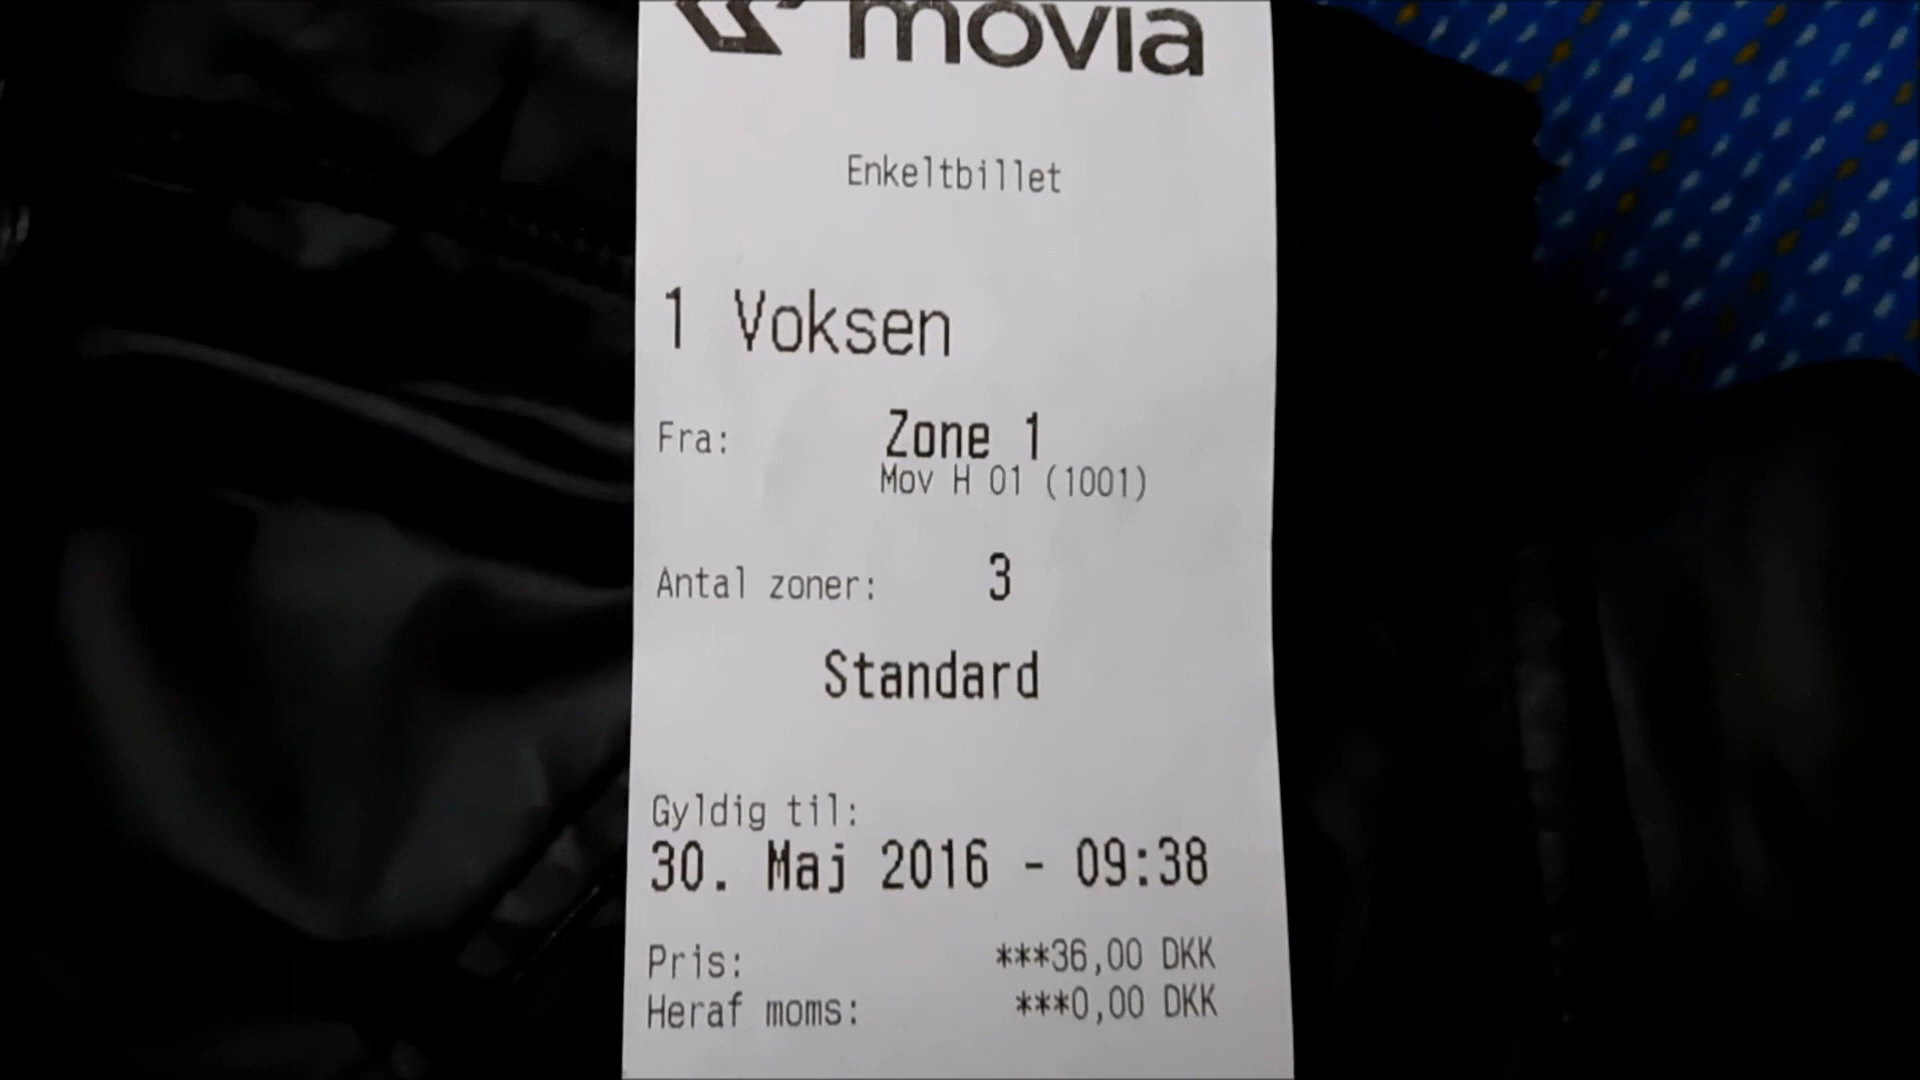 movia
Enkeltbillet
1 Voksen
Fra: Zone 1
Mov H 01 (1001)
Antal zoner: 3
Standard
Gyldig til:
30. Maj 2016 - 09:38
Pris: ***36,00 DKK
Heraf moms: ***0,00 DKK